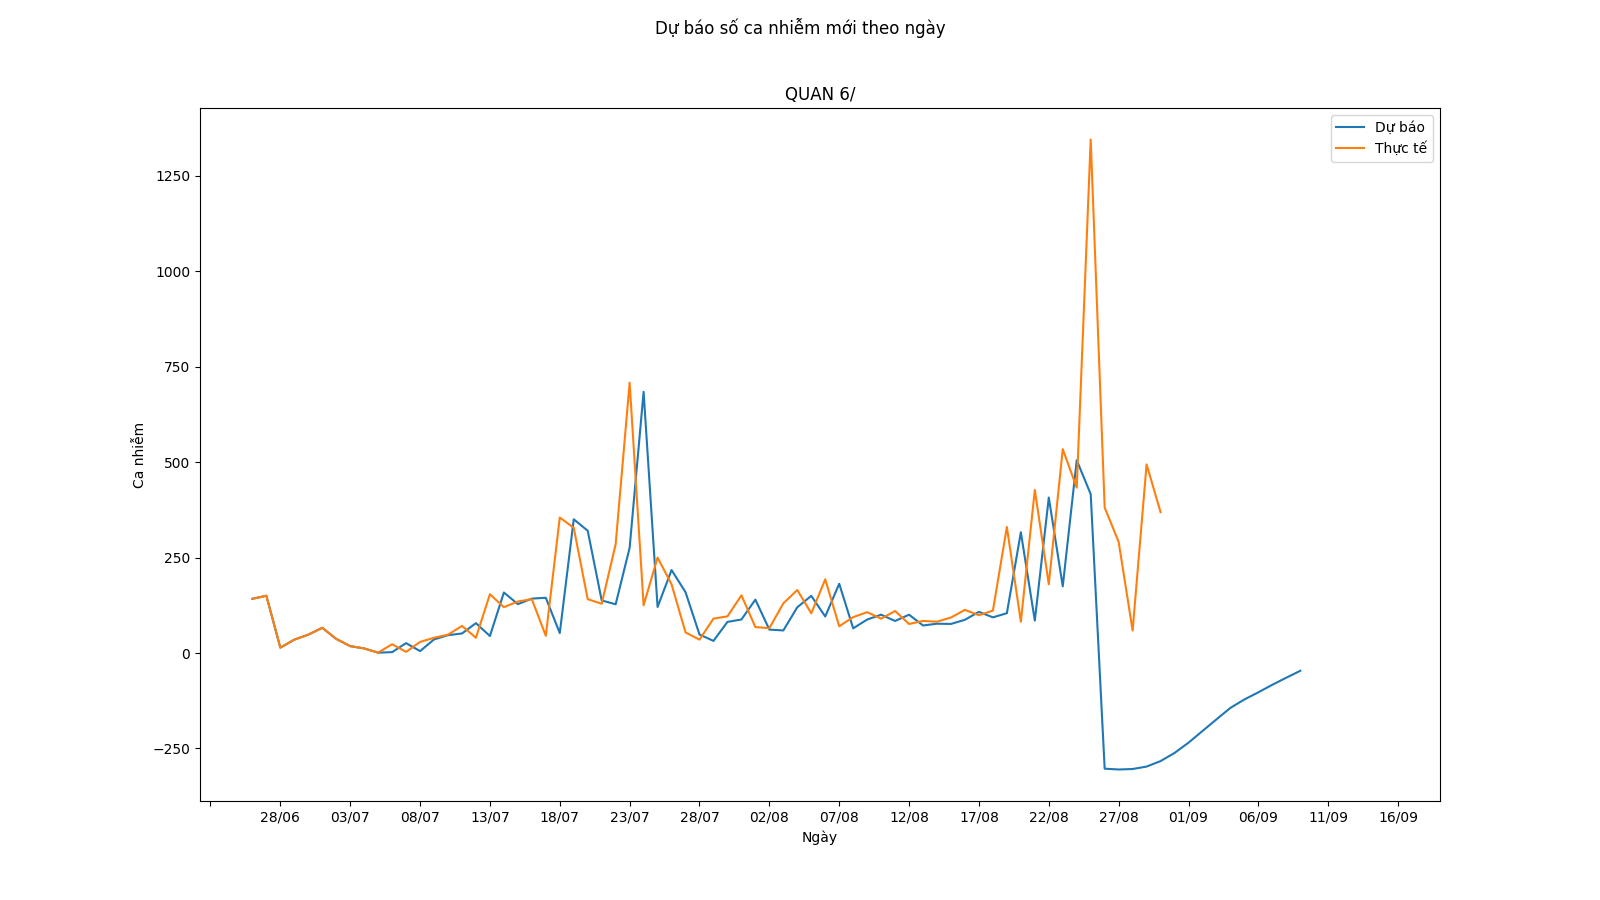 Dự báo số ca nhiễm mới theo ngày
QUAN 6/
Dự báo
Thực tế
1250
1000
750
500
250
0
−250
Ca nhiễm
28/06 03/07 08/07 13/07 18/07 23/07 28/07 02/08 07/08 12/08 17/08 22/08 27/08 01/09 06/09 11/09 16/09
Ngày